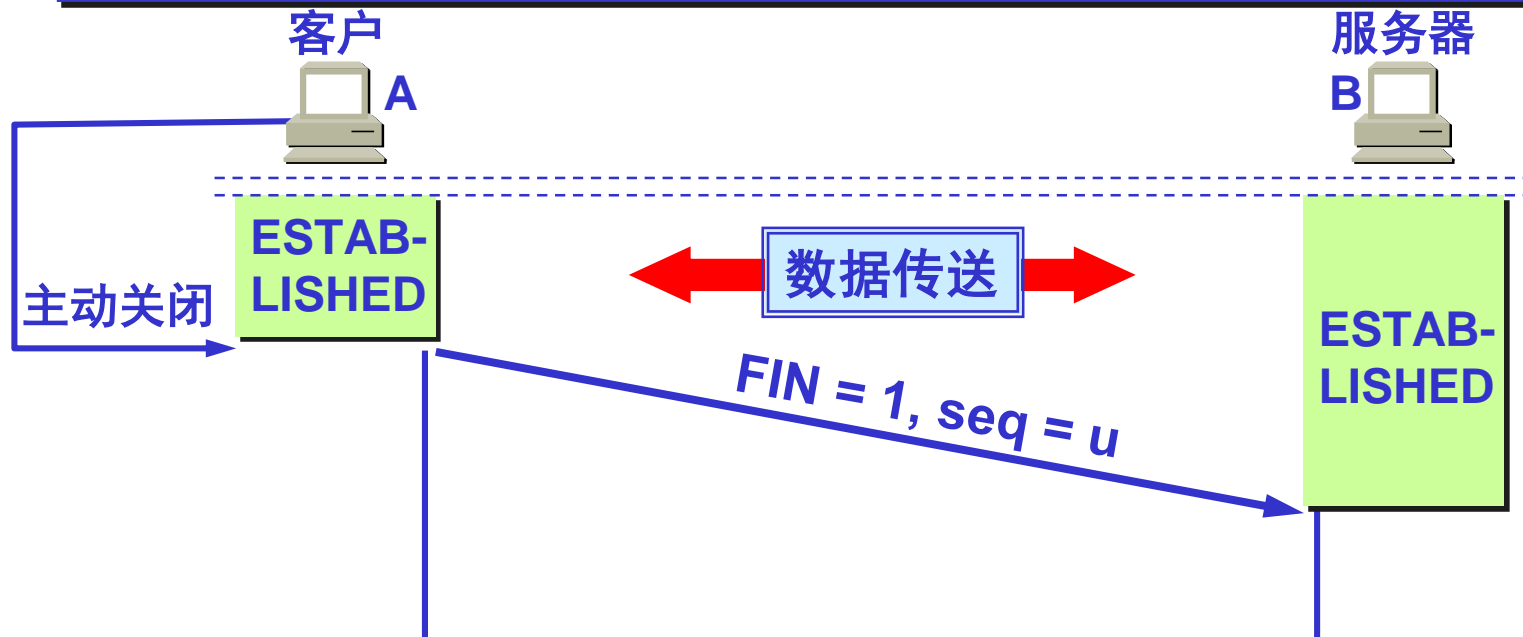 客户
服务器
A
B
ESTAB-
LISHED
数据传送
主动关闭
ESTAB-
LISHED
FIN = 1, seq = u